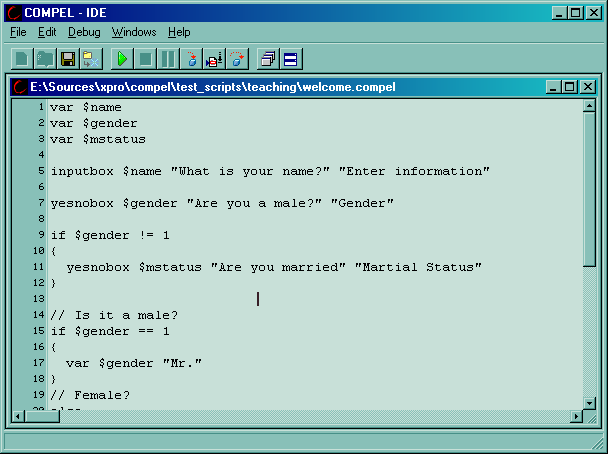 COMPEL - IDE
File Edit Debug Windows Help
E:\Sources\xpro\compel\test_scripts\teaching\welcome.compel
1 var $name
2 var $gender
3 var $mstatus
4
5 inputbox $name "What is your name?" "Enter information"
6
7 yesnobox $gender "Are you a male?" "Gender"
8
9 if $gender != 1
10 {
11 yesnobox $mstatus "Are you married" "Martial Status"
12 }
13
14 // Is it a male?
15 if $gender == 1
16 {
17 var $gender "Mr."
18 }
19 // Female?
20 else